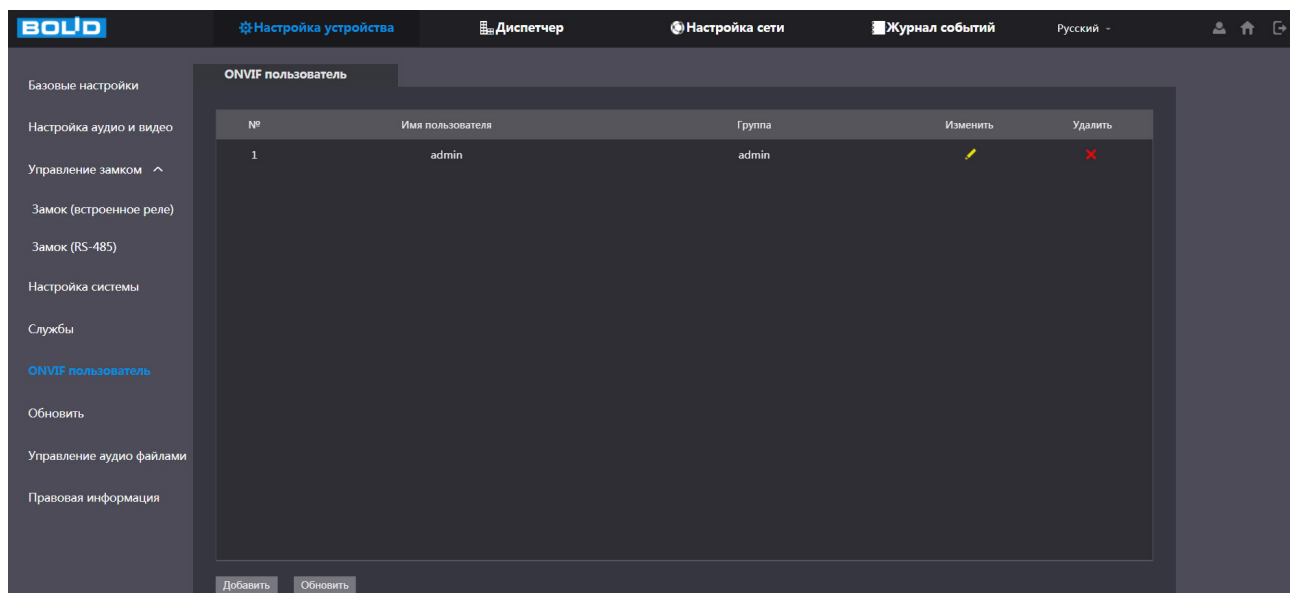 BOLID
Настройка устройства
Диспетчер
Настройка сети
Журнал событий
Русский
Базовые настройки
Настройка аудио и видео
Управление замком
Замок (встроенное реле)
Замок (RS-485)
Настройка системы
Службы
ONVIF пользователь
Обновить
Управление аудио файлами
Правовая информация
ONVIF пользователь
№ Имя пользователя Группа Изменить Удалить
1 admin admin
Добавить Обновить